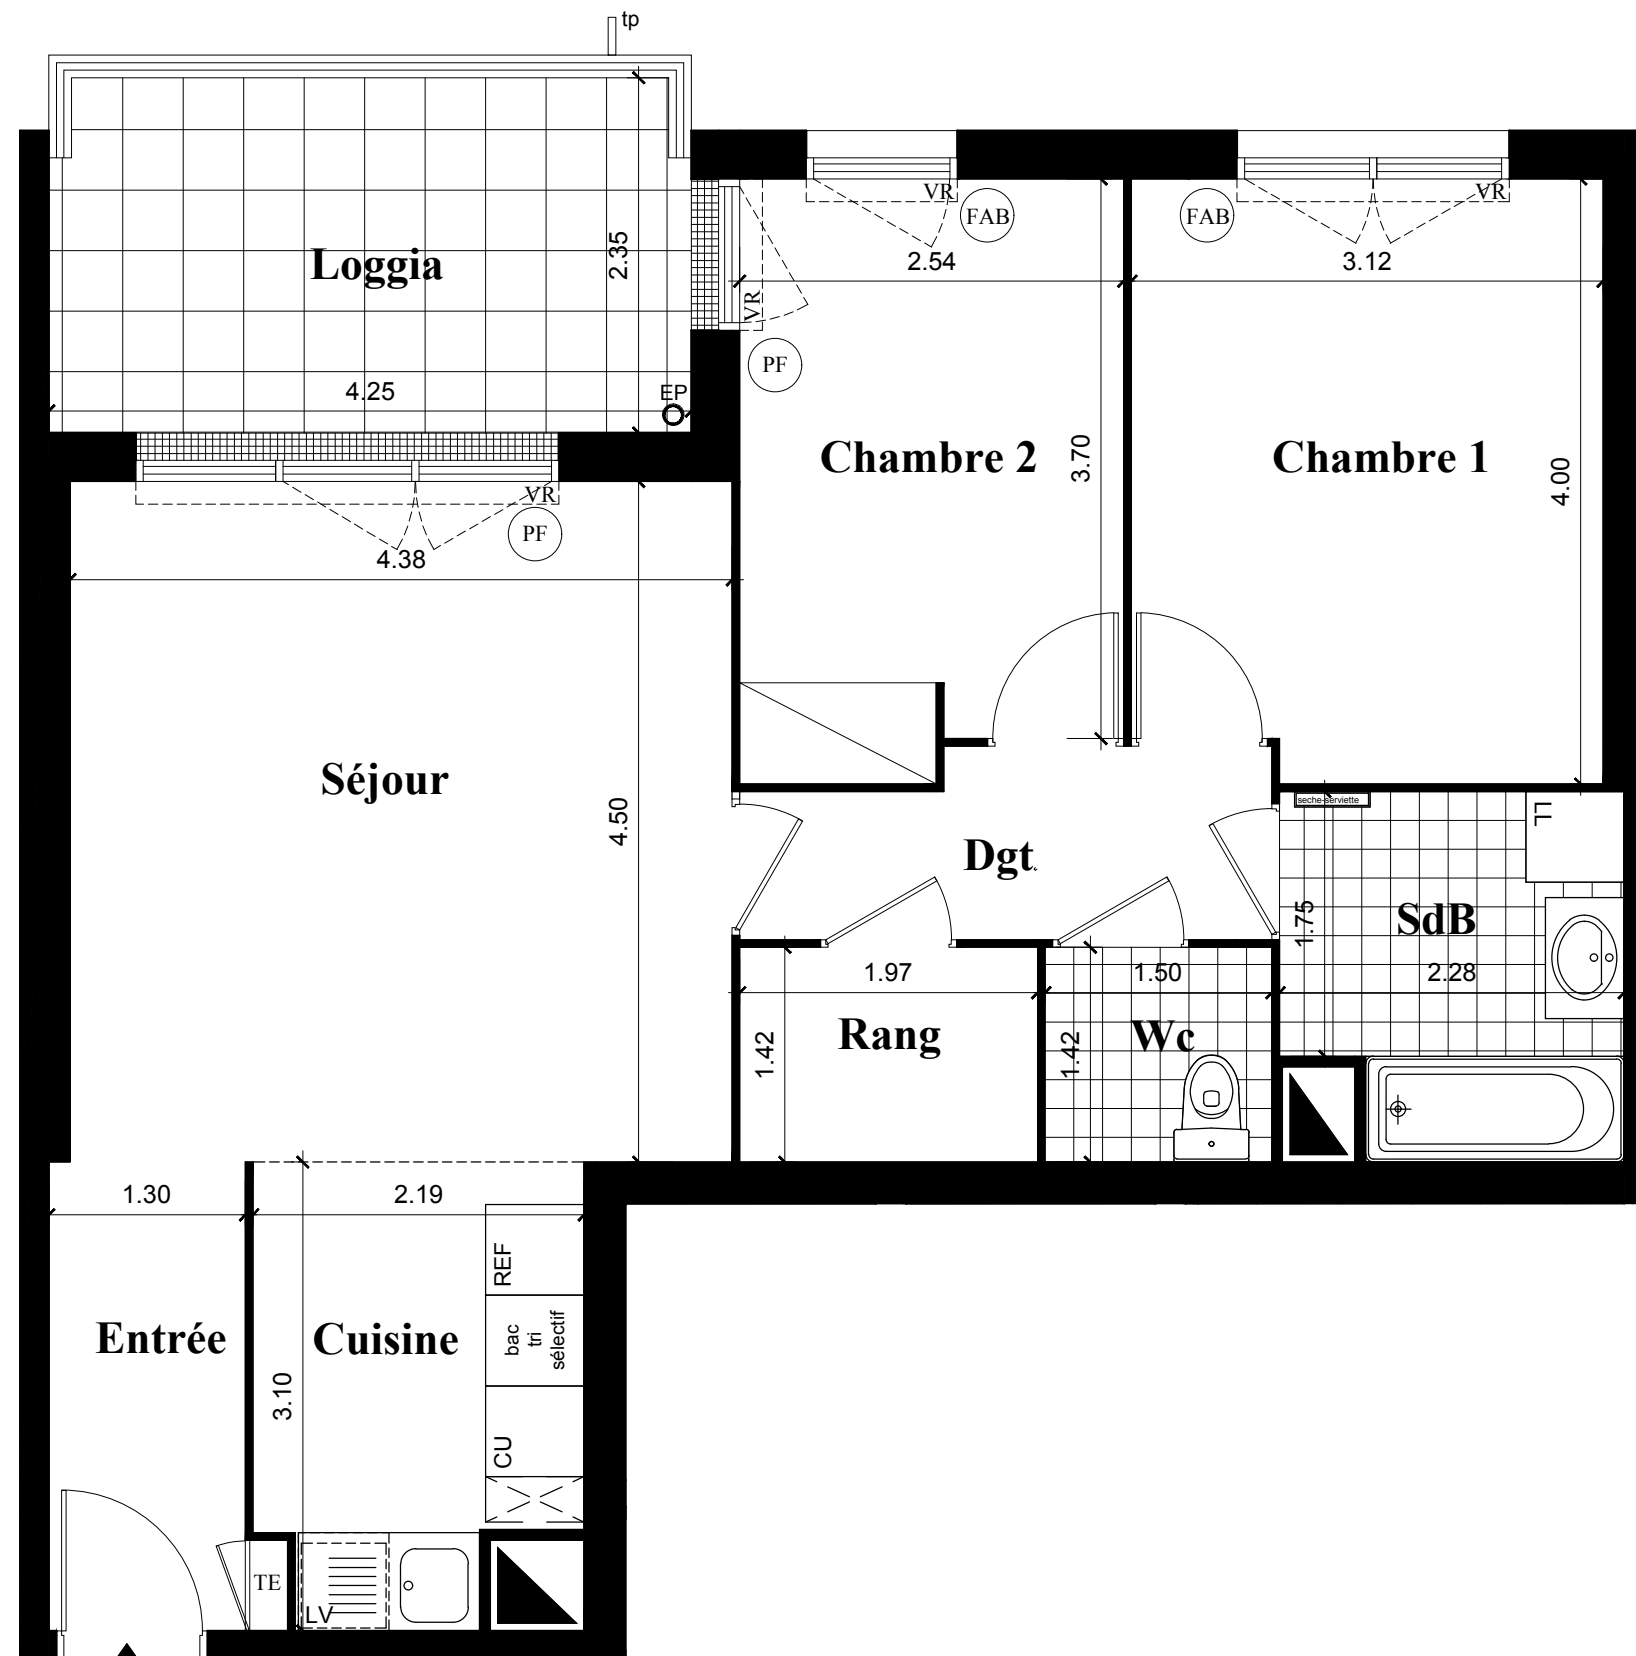 tp
VR
FAB
FAB
VR
Loggia
2.35
2.54
3.12
VR
PF
4.25
EP
Chambre 2
3.70
Chambre 1
4.00
VR
PF
4.38
Séjour
4.50
seche-serviette
LL
Dgt
1.75
SdB
1.97
1.50
2.28
Rang
1.42
Wc
1.42
1.30
2.19
REF
Entrée
Cuisine
bac
tri
sélectif
3.10
CU
TE
LV